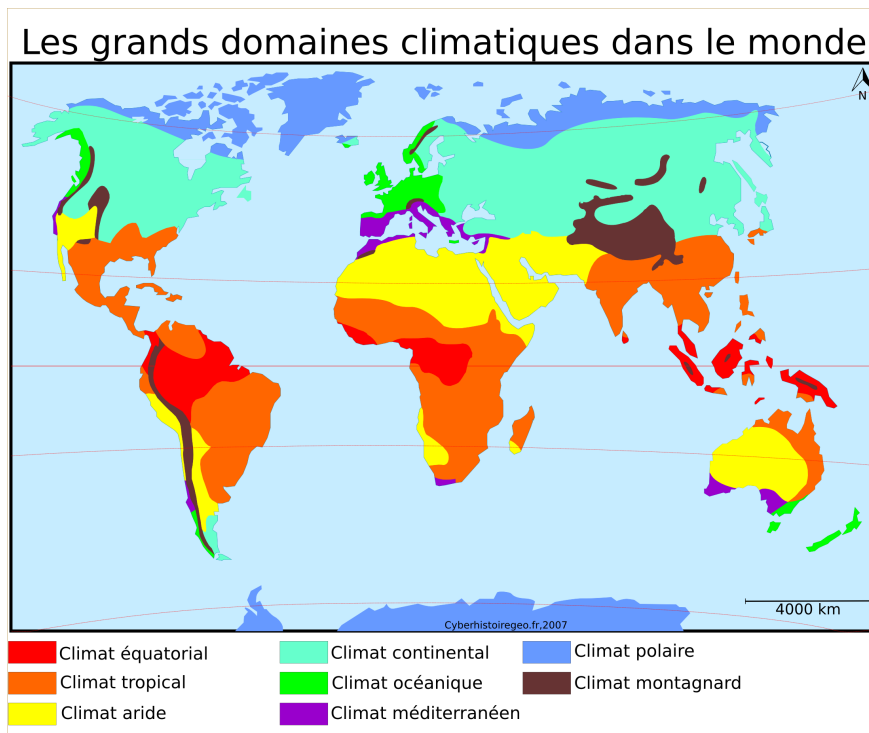 Les grands domaines climatiques dans le monde
N
4000 km
Cyberhistoiregeo.fr,2007
Climat équatorial
Climat tropical
Climat aride
Climat continental
Climat océanique
Climat méditerranéen
Climat polaire
Climat montagnard